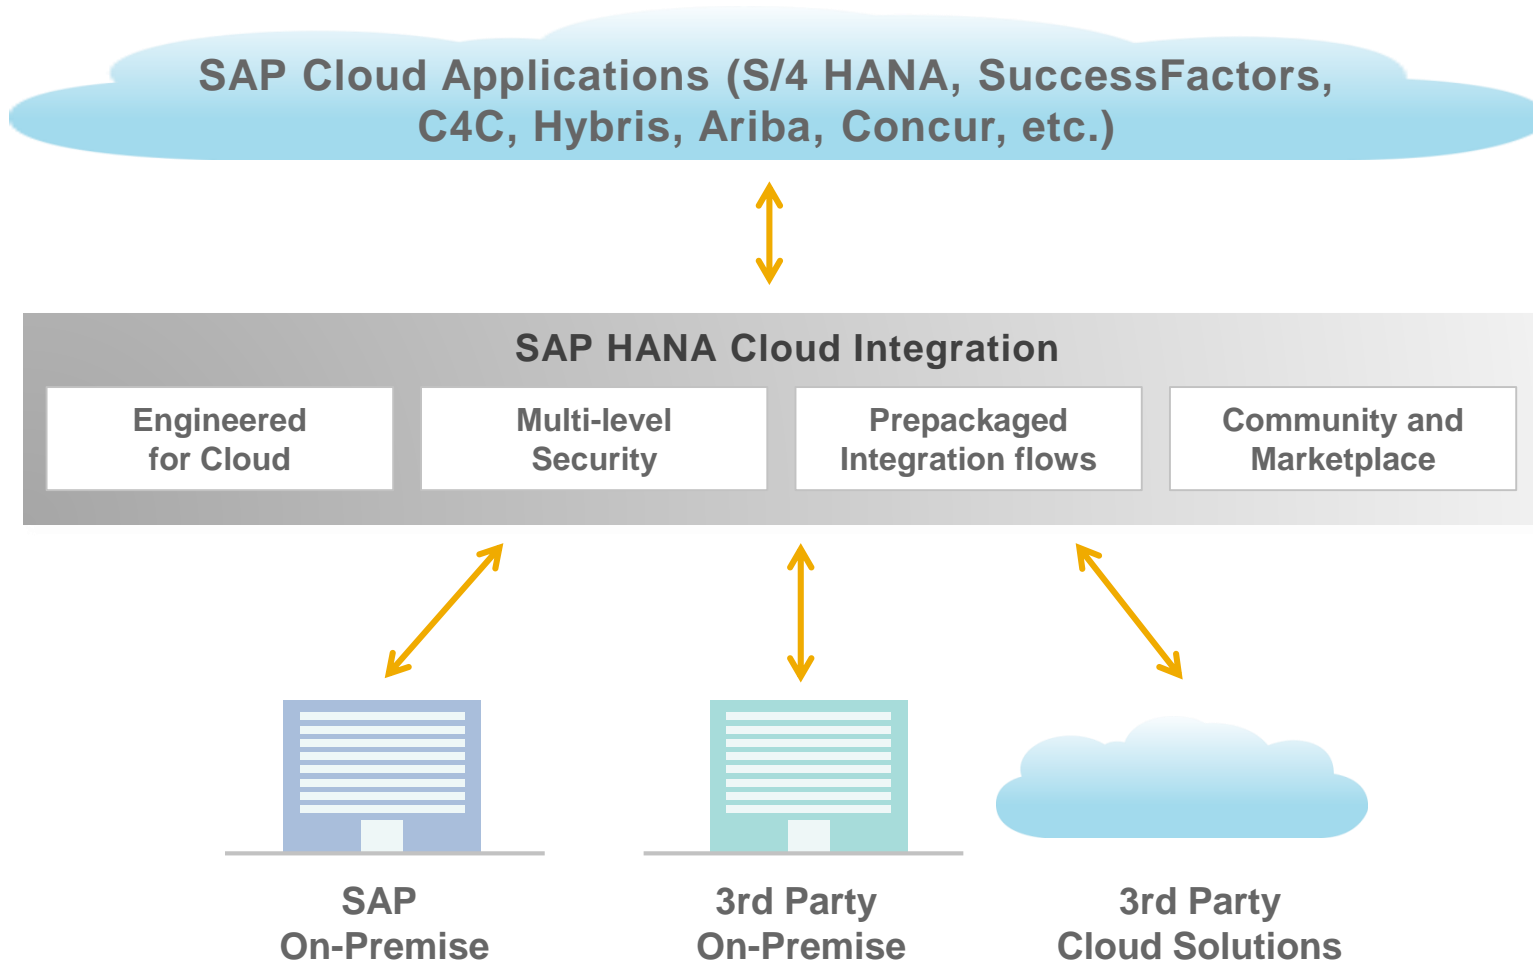 SAP Cloud Applications (S/4 HANA, SuccessFactors,
C4C, Hybris, Ariba, Concur, etc.)
SAP HANA Cloud Integration
Engineered
for Cloud
Multi-level
Security
Prepackaged
Integration flows
Community and
Marketplace
SAP
On-Premise
3rd Party
On-Premise
3rd Party
Cloud Solutions